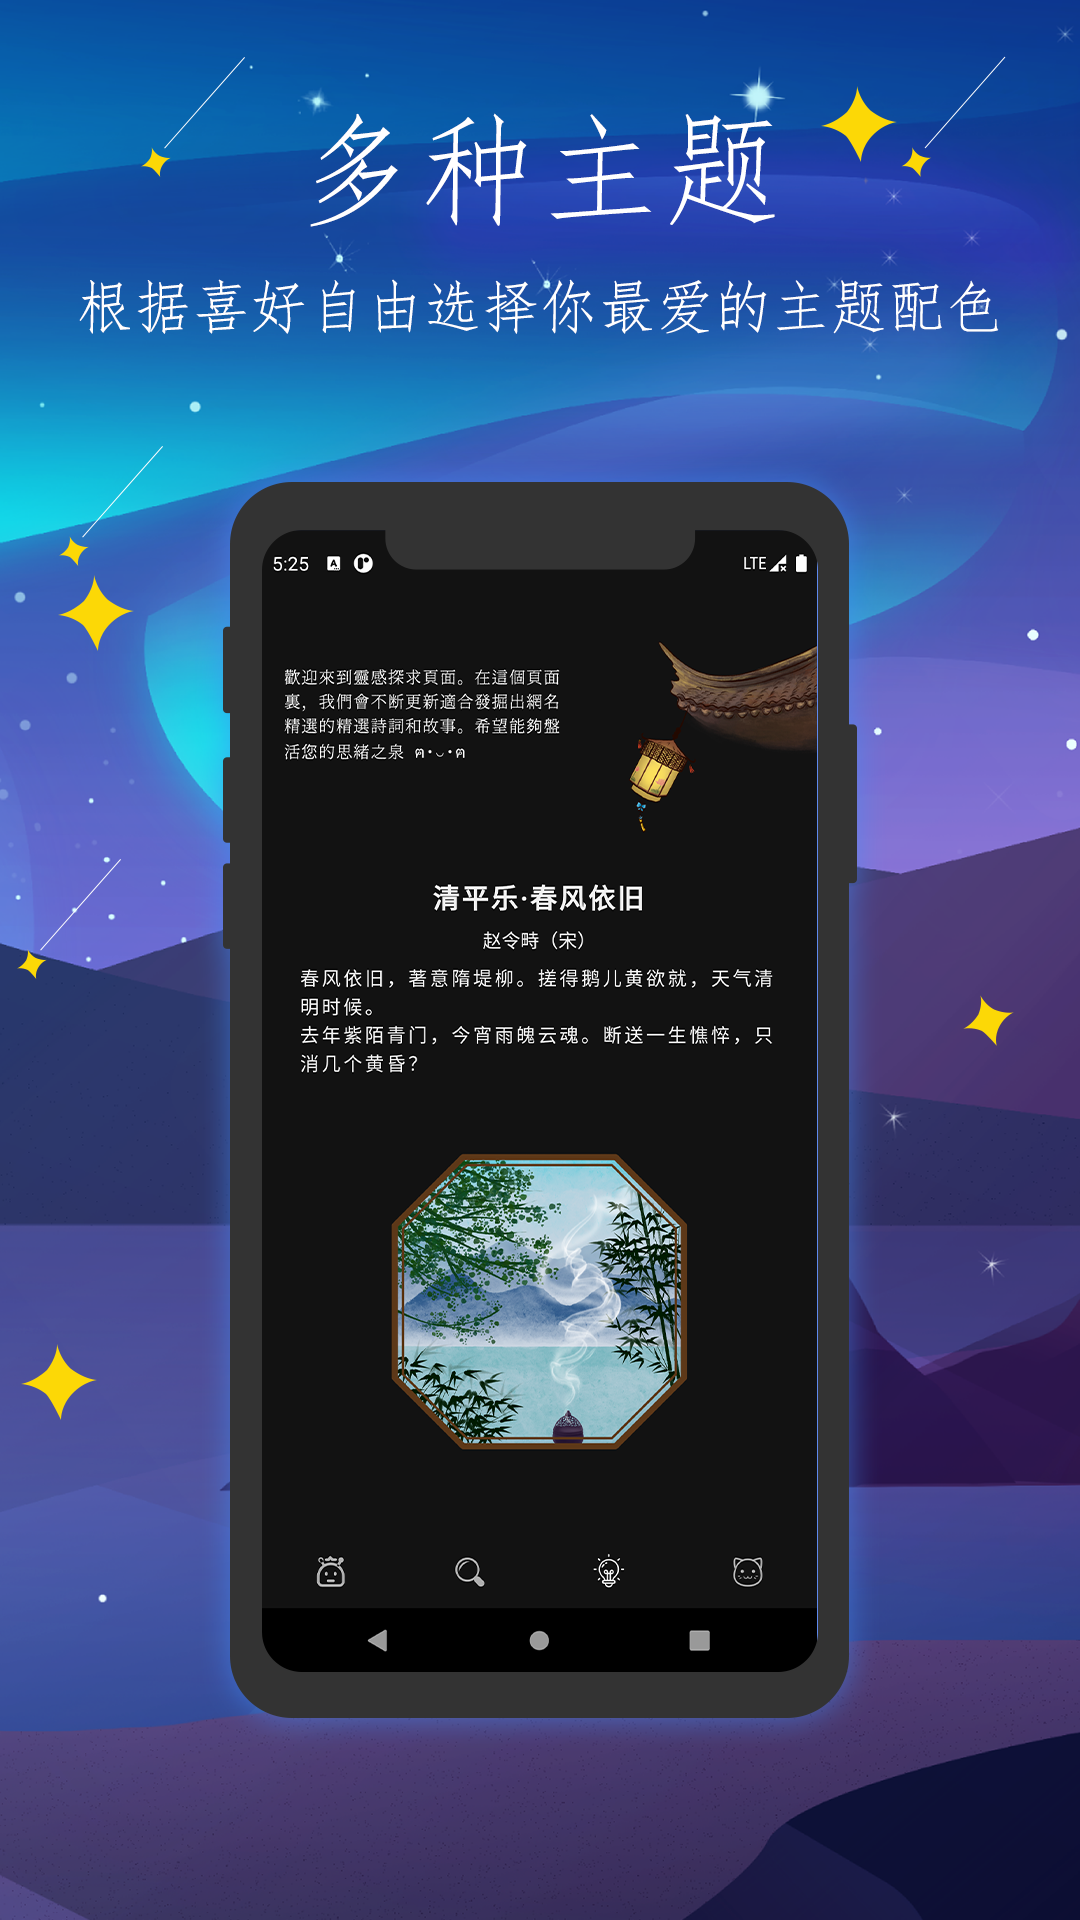 多种主题
根据喜好自由选择你最爱的主题配色
5:25
LTE
歡迎來到靈感探求頁面。在這個頁面
裏，我們會不断更新適合發掘出網名
精選的精選詩詞和故事。希望能夠盤
活您的思緒之泉 ฅ•◡•ฅ
清平乐·春风依旧
赵令畤（宋）
春风依旧，著意隋堤柳。搓得鹅儿黄欲就，天气清
明时候。
去年紫陌青门，今宵雨魄云魂。断送一生憔悴，只
消几个黄昏？